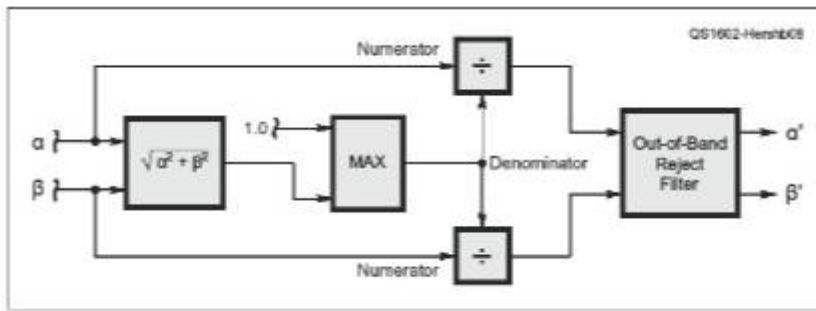 QS1602-Hershb08
Numerator
÷
α
1.0
√α² + β²
MAX
Denominator
Out-of-Band
Reject
Filter
α'
β
β'
÷
Numerator